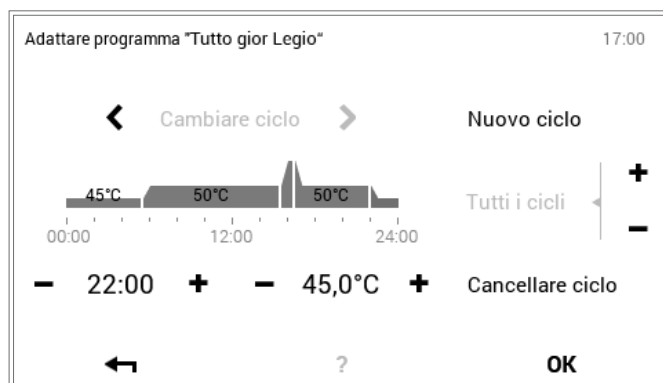 Adattare programma "Tutto gior Legio“ 17:00
Cambiare ciclo Nuovo ciclo
45°C 50°C 50°C
Tutti i cicli
00:00 12:00 24:00
− 22:00 + − 45,0°C + Cancellare ciclo
? OK